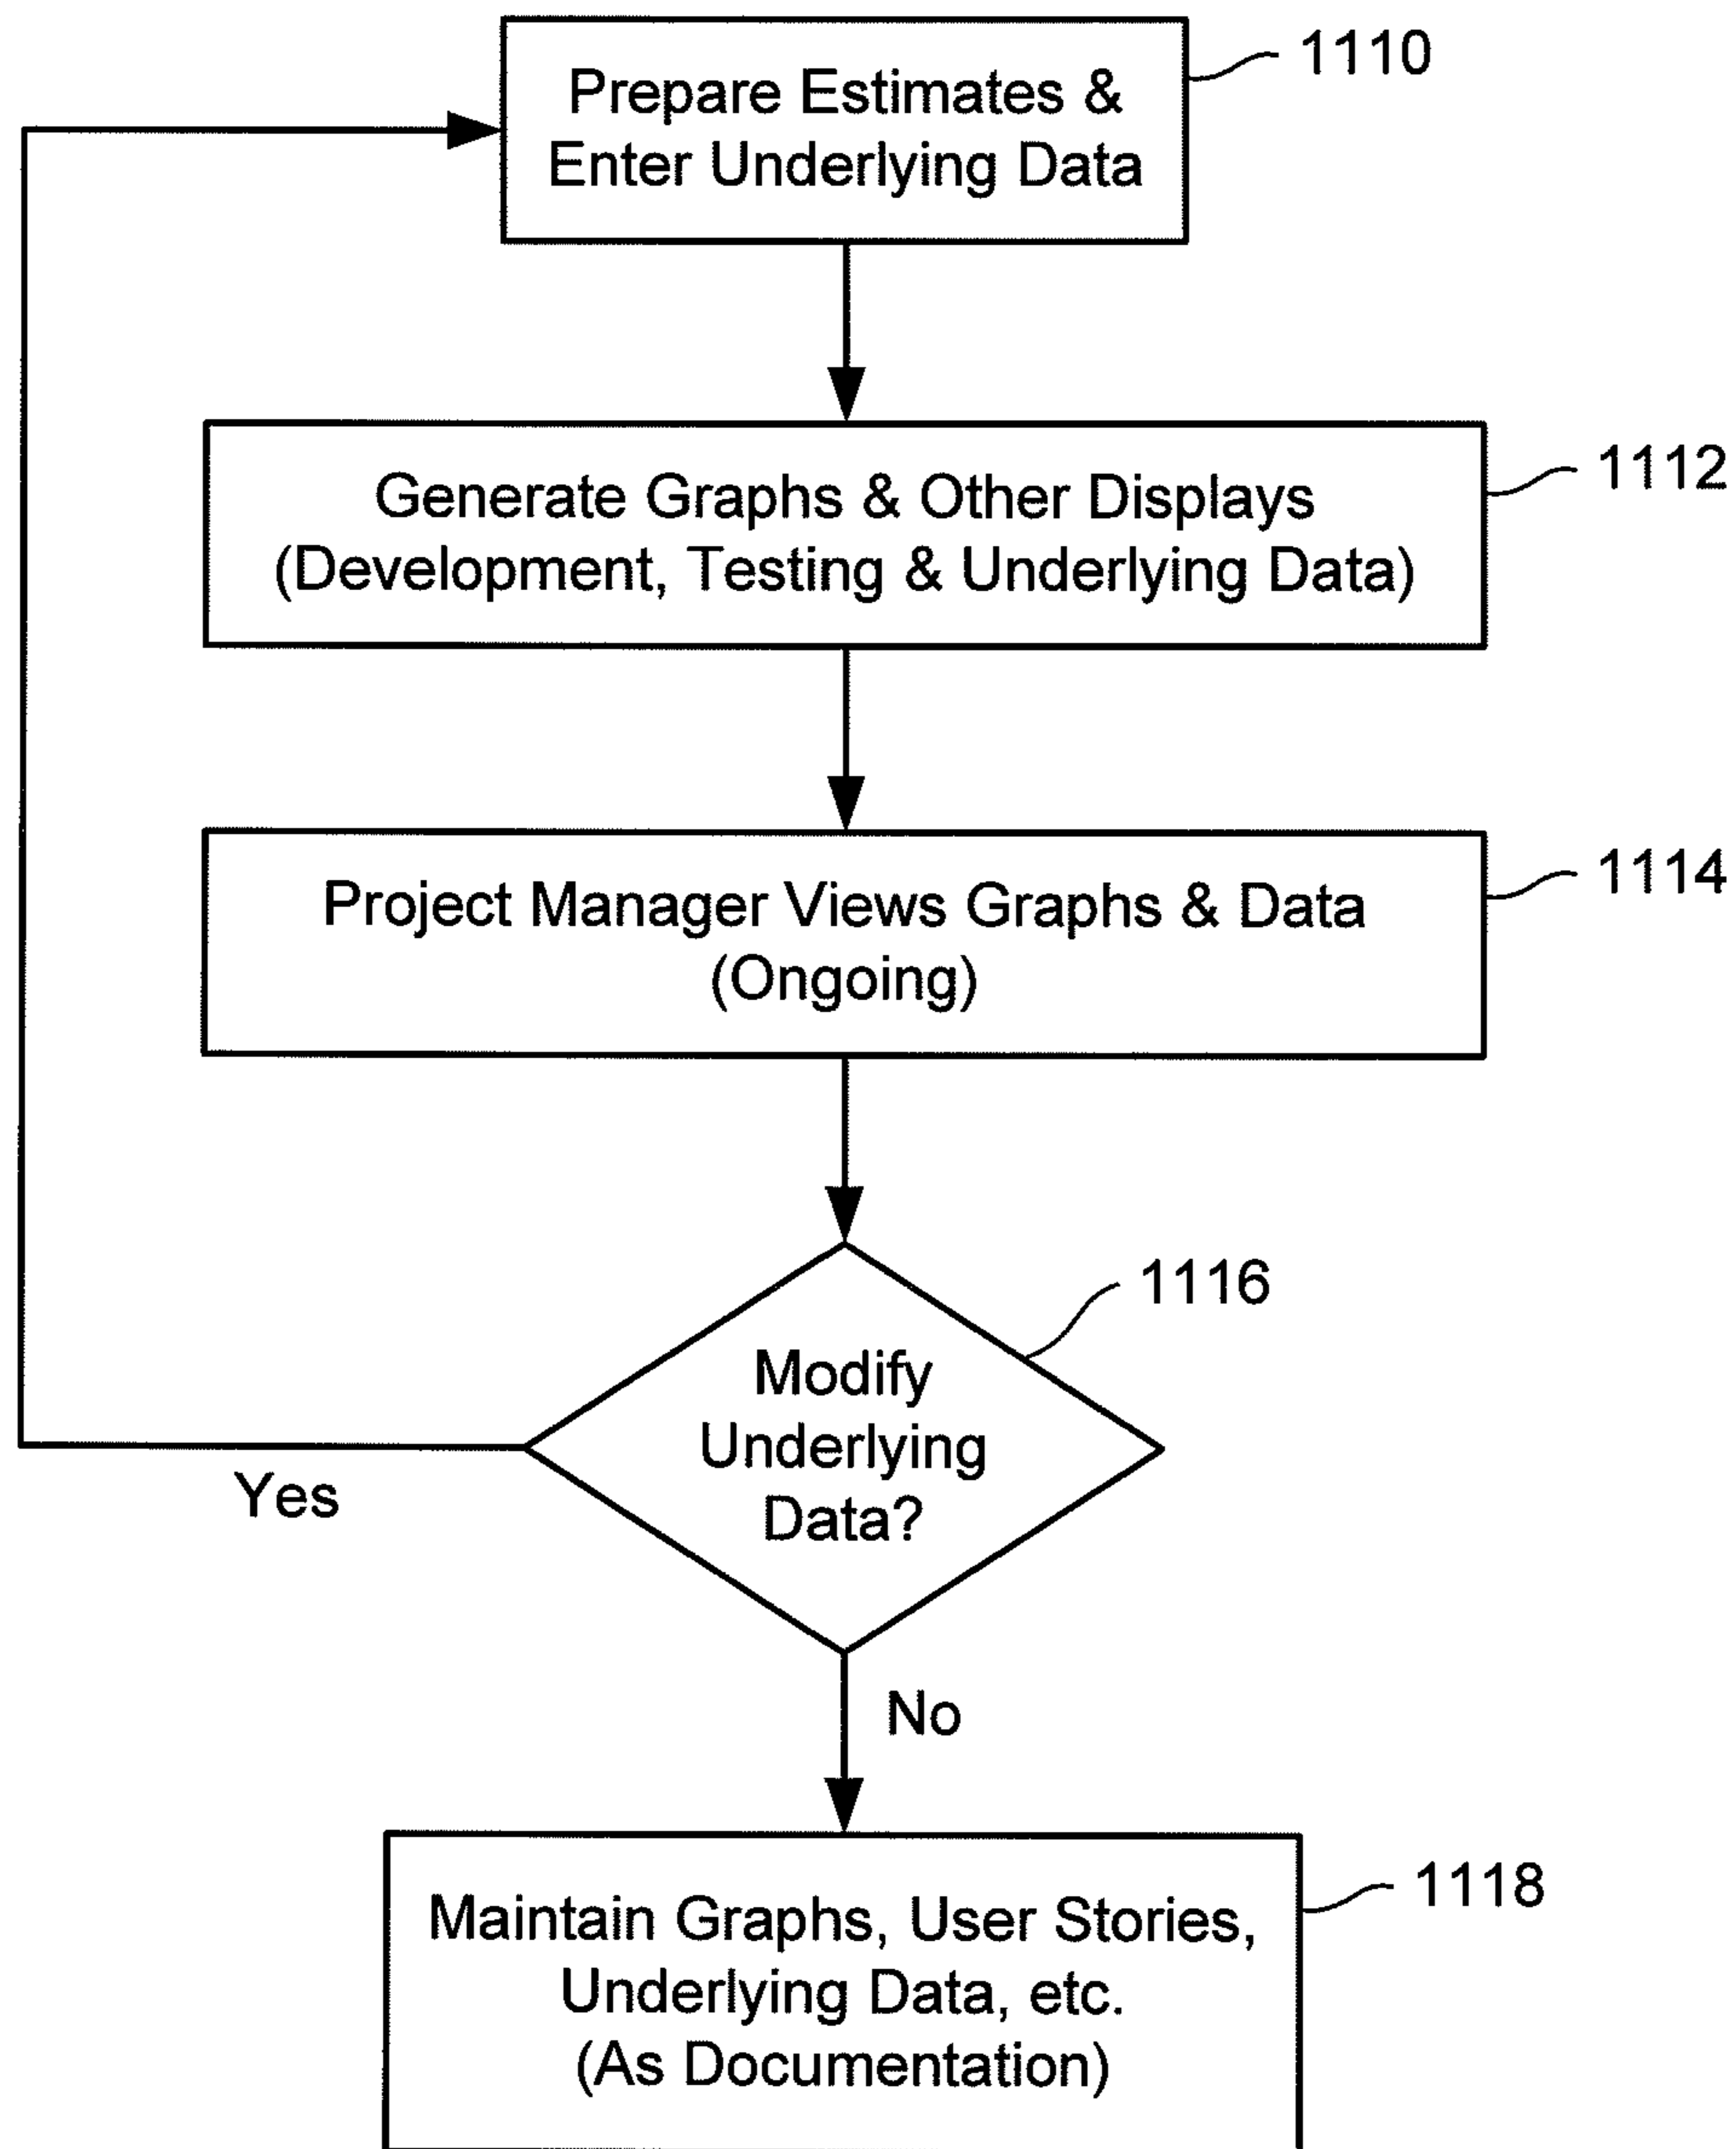 Prepare Estimates &
Enter Underlying Data
1110
Generate Graphs & Other Displays
(Development, Testing & Underlying Data)
1112
Project Manager Views Graphs & Data
(Ongoing)
1114
Modify
Underlying
Data?
1116
Yes
No
Maintain Graphs, User Stories,
Underlying Data, etc.
(As Documentation)
1118